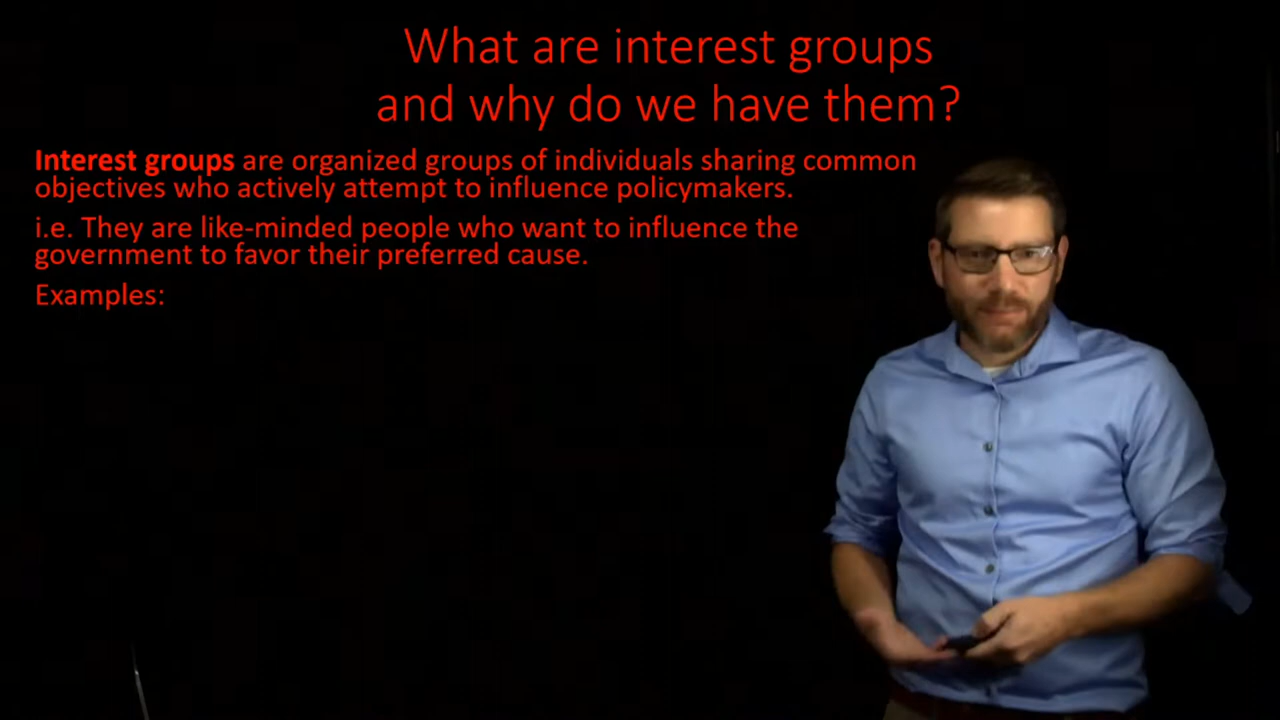 What are interest groups
and why do we have them?
Interest groups are organized groups of individuals sharing common
objectives who actively attempt to influence policymakers.
i.e. They are like-minded people who want to influence the
government to favor their preferred cause.
Examples: